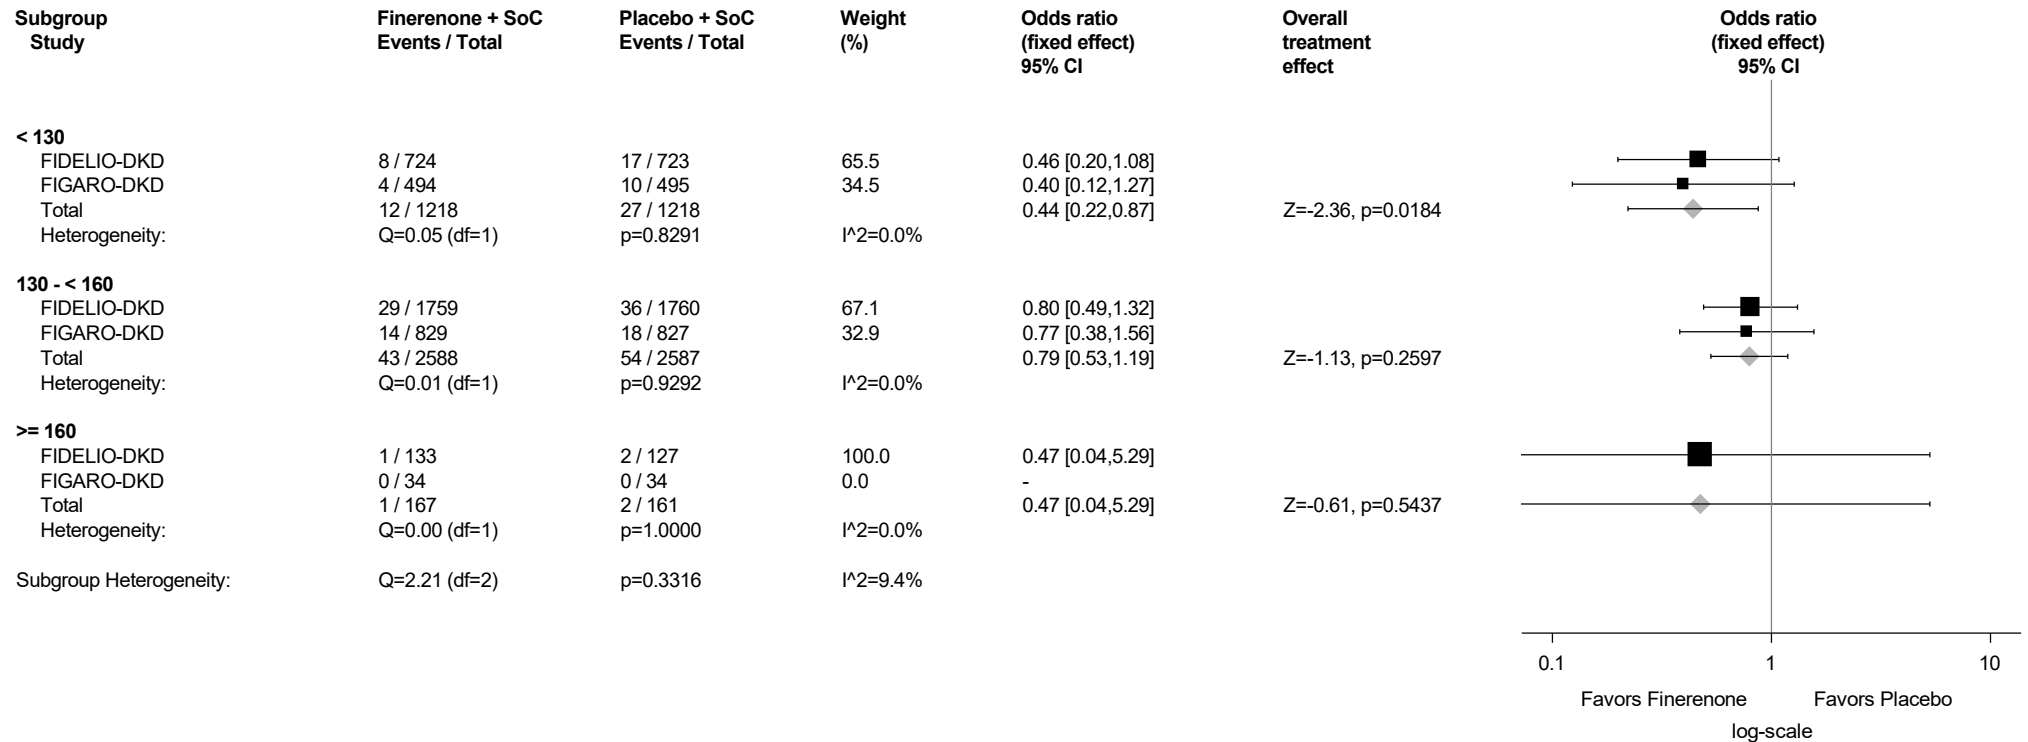 Subgroup Finerenone + SoC Placebo + SoC Weight Odds ratio Overall Odds ratio
Study Events / Total Events / Total (%) (fixed effect) treatment (fixed effect)
95% CI effect 95% CI
< 130
FIDELIO-DKD 8 / 724 17 / 723 65.5 0.46 [0.20,1.08]
FIGARO-DKD 4 / 494 10 / 495 34.5 0.40 [0.12,1.27]
Total 12 / 1218 27 / 1218 0.44 [0.22,0.87] Z=-2.36, p=0.0184
Heterogeneity: Q=0.05 (df=1) p=0.8291 I^2=0.0%
130 - < 160
FIDELIO-DKD 29 / 1759 36 / 1760 67.1 0.80 [0.49,1.32]
FIGARO-DKD 14 / 829 18 / 827 32.9 0.77 [0.38,1.56]
Total 43 / 2588 54 / 2587 0.79 [0.53,1.19] Z=-1.13, p=0.2597
Heterogeneity: Q=0.01 (df=1) p=0.9292 I^2=0.0%
>= 160
FIDELIO-DKD 1 / 133 2 / 127 100.0 0.47 [0.04,5.29]
FIGARO-DKD 0 / 34 0 / 34 0.0 -
Total 1 / 167 2 / 161 0.47 [0.04,5.29] Z=-0.61, p=0.5437
Heterogeneity: Q=0.00 (df=1) p=1.0000 I^2=0.0%
Subgroup Heterogeneity: Q=2.21 (df=2) p=0.3316 I^2=9.4%
0.1 1 10
Favors Finerenone Favors Placebo
log-scale